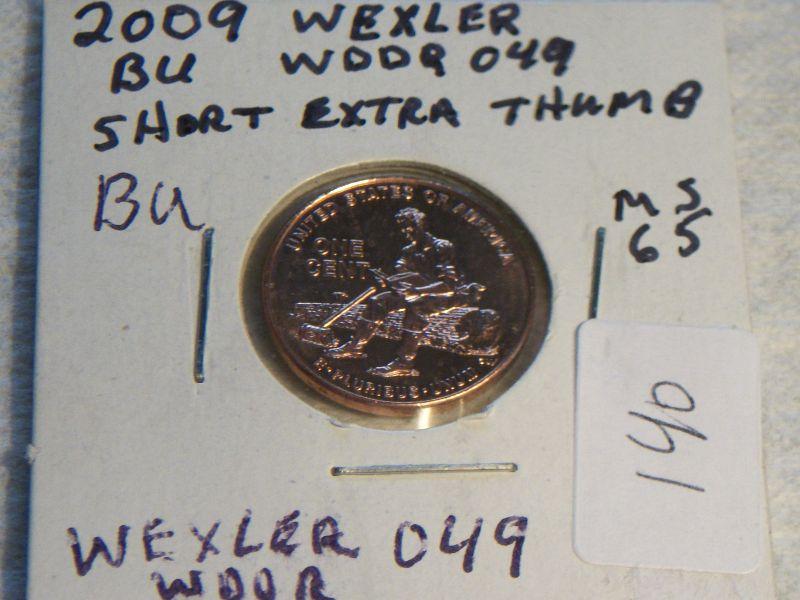 2009 WEXLER
BU WDDR 049
SHORT EXTRA THUMB
BU
MS
65
UNITED STATES OF AMERICA
ONE
CENT
E · PLURIBUS · UNUM
140
WEXLER 049
WDDR